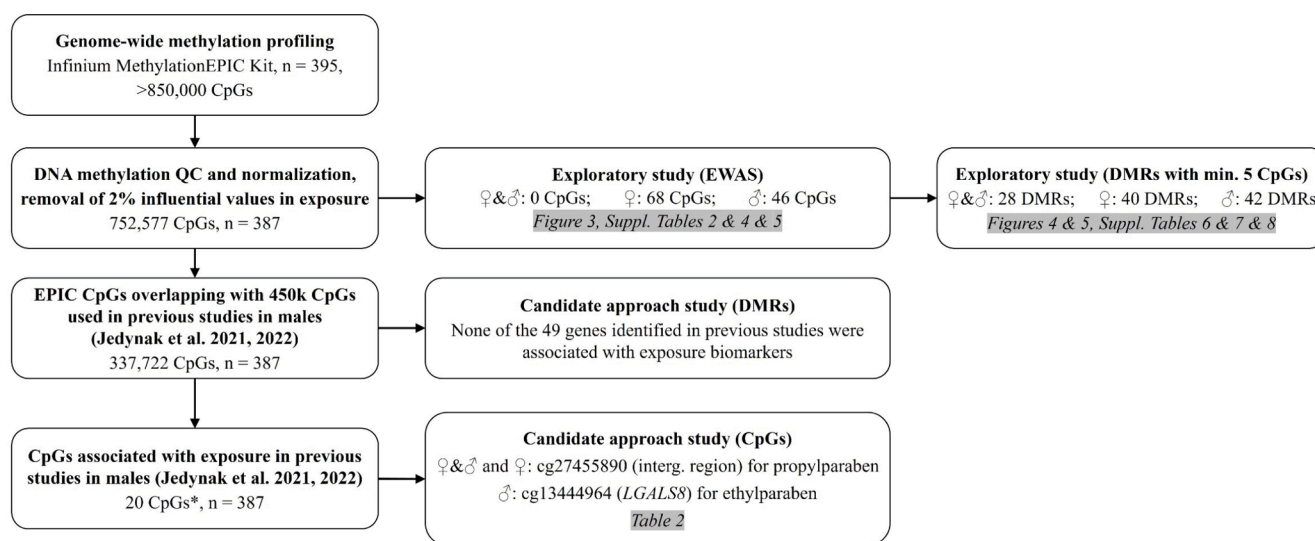 Genome-wide methylation profiling
Infinium MethylationEPIC Kit, n = 395,
>850,000 CpGs
DNA methylation QC and normalization,
removal of 2% influential values in exposure
752,577 CpGs, n = 387
Exploratory study (EWAS)
♀&♂: 0 CpGs; ♀: 68 CpGs; ♂: 46 CpGs
Figure 3, Suppl. Tables 2 & 4 & 5
Exploratory study (DMRs with min. 5 CpGs)
♀&♂: 28 DMRs; ♀: 40 DMRs; ♂: 42 DMRs
Figures 4 & 5, Suppl. Tables 6 & 7 & 8
EPIC CpGs overlapping with 450k CpGs
used in previous studies in males
(Jedynak et al. 2021, 2022)
337,722 CpGs, n = 387
Candidate approach study (DMRs)
None of the 49 genes identified in previous studies were
associated with exposure biomarkers
CpGs associated with exposure in previous
studies in males (Jedynak et al. 2021, 2022)
20 CpGs*, n = 387
Candidate approach study (CpGs)
♀&♂ and ♀: cg27455890 (interg. region) for propylparaben
♂: cg13444964 (LGALS8) for ethylparaben
Table 2